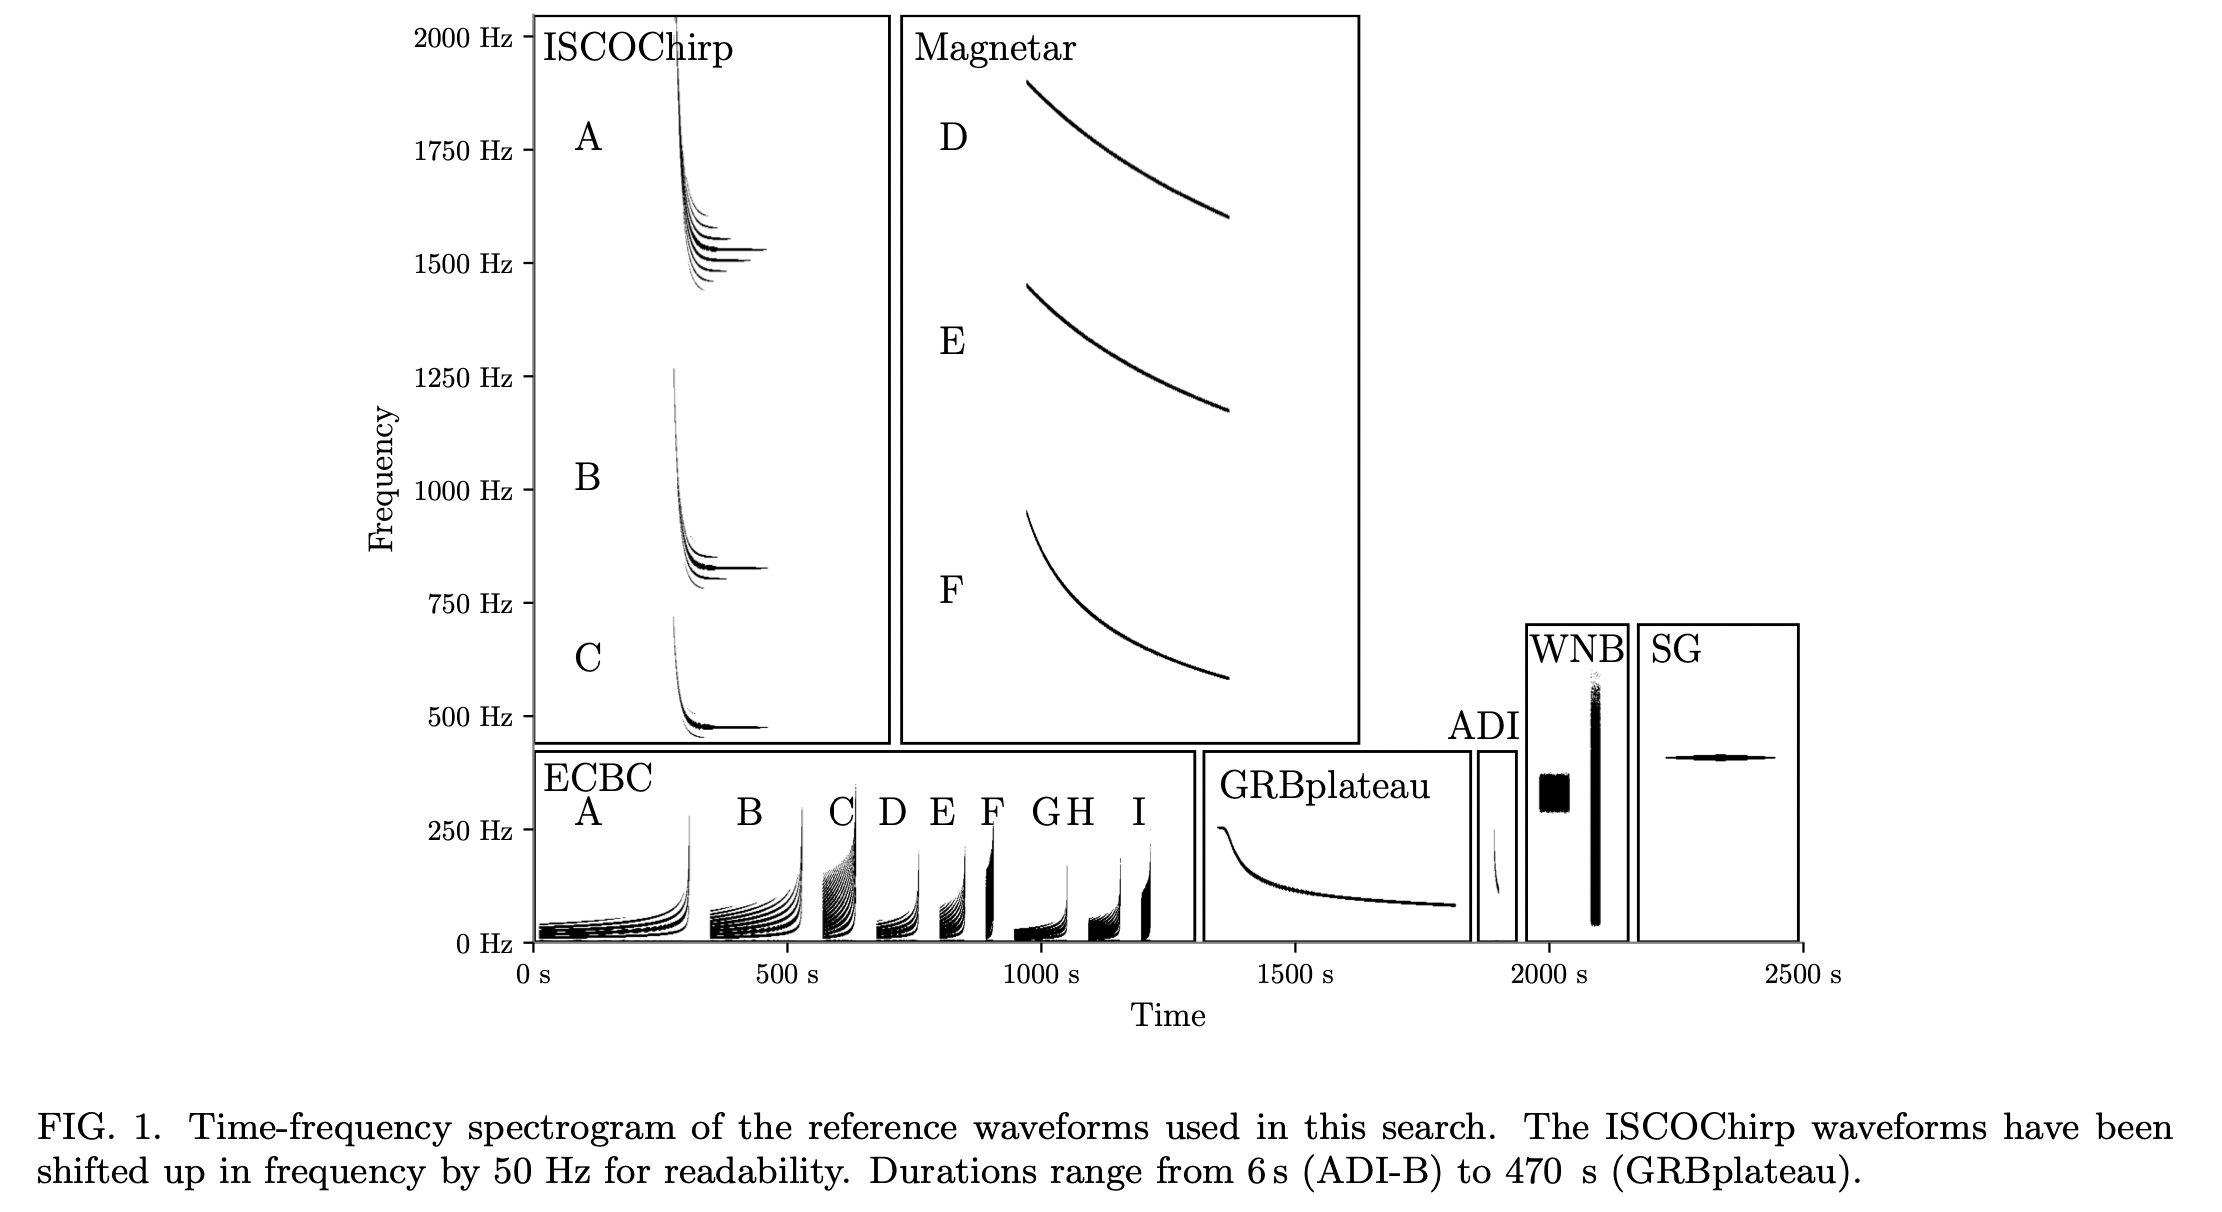 2000 Hz
1750 Hz
1500 Hz
1250 Hz
1000 Hz
750 Hz
500 Hz
250 Hz
0 Hz
Frequency
ISCOChirp
A
B
C
Magnetar
D
E
F
ECBC
A B C D E F G H I
GRBplateau
ADI
WNB
SG
0 s 500 s 1000 s 1500 s 2000 s 2500 s
Time
FIG. 1. Time-frequency spectrogram of the reference waveforms used in this search. The ISCOChirp waveforms have been
shifted up in frequency by 50 Hz for readability. Durations range from 6 s (ADI-B) to 470 s (GRBplateau).